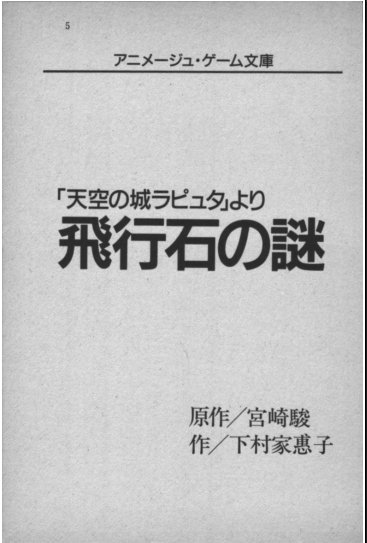 5
アニメージュ・ゲーム文庫
「天空の城ラピュタ」より
飛行石の謎
原作／宮崎駿
作／下村家惠子